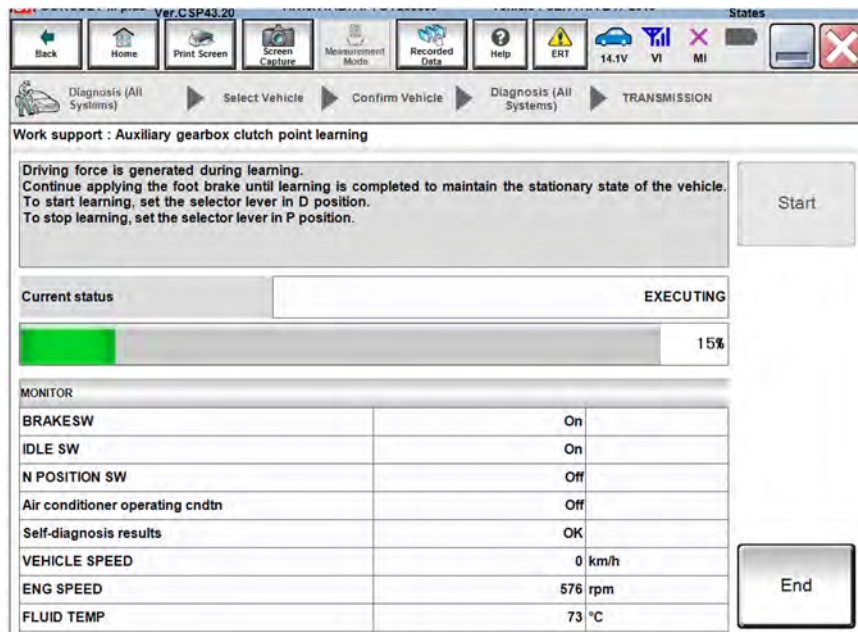 Ver.CSP43.20
States
Back
Home
Print Screen
Screen Capture
Measurement Mode
Recorded Data
Help
ERT
14.1V
VI
MI
Diagnosis (All Systems)
Select Vehicle
Confirm Vehicle
Diagnosis (All Systems)
TRANSMISSION
Work support : Auxiliary gearbox clutch point learning
Driving force is generated during learning.
Continue applying the foot brake until learning is completed to maintain the stationary state of the vehicle.
To start learning, set the selector lever in D position.
To stop learning, set the selector lever in P position.
Start
Current status EXECUTING
15%
MONITOR
BRAKESW On
IDLE SW On
N POSITION SW Off
Air conditioner operating cndtn Off
Self-diagnosis results OK
VEHICLE SPEED 0 km/h
ENG SPEED 576 rpm
FLUID TEMP 73 °C
End